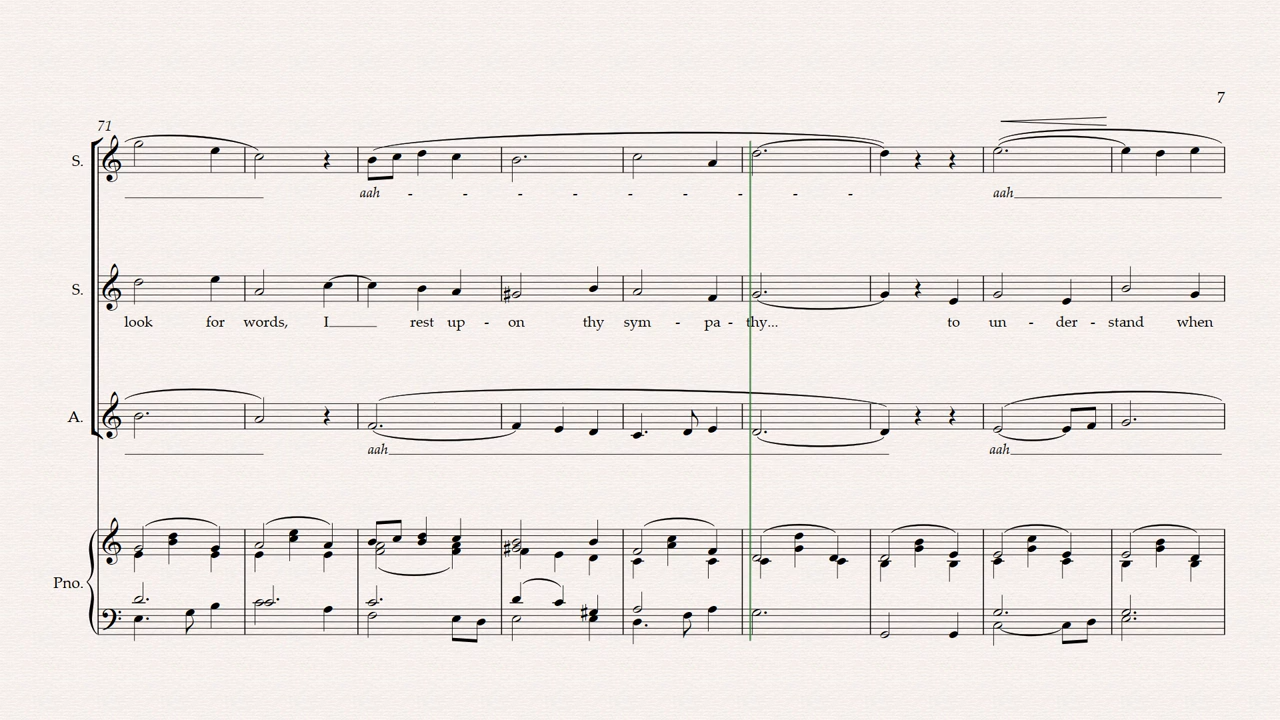 7
71
S.
aah - - - - - - - - - aah
S.
look for words, I rest up - on thy sym - pa - thy... to un - der - stand when
A.
aah aah
Pno.